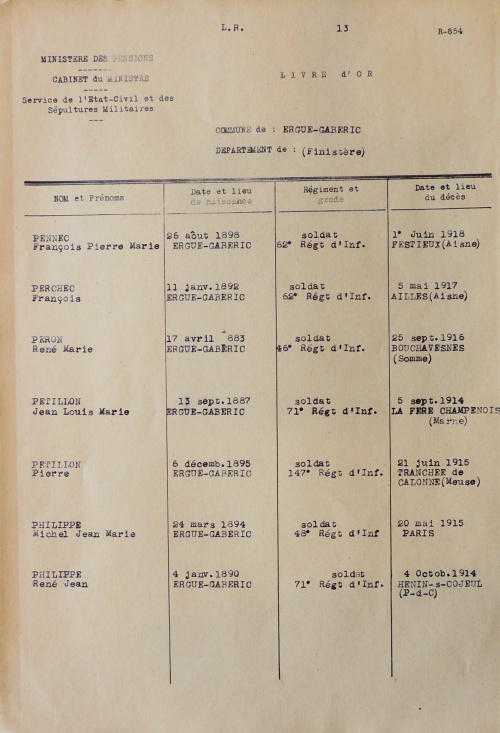 L.R. 13 R-854
MINISTERE DES PENSIONS
CABINET du MINISTRE
Service de l'Etat-Civil et des
Sépultures Militaires
LIVRE d'OR
COMMUNE de : ERGUE-GABERIC
DEPARTEMENT de : (Finistère)
NOM et Prénoms
Date et lieu
de naissance
Régiment et
grade
Date et lieu
du décès
PENNEC 26 août 1898 soldat 1° Juin 1918
François Pierre Marie ERGUE-GABERIC 62° Régt d'Inf. FESTIEUX(Aisne)
PERCHEC 11 janv.1892 soldat 5 mai 1917
François ERGUE-GABERIC 62° Régt d'Inf. AILLES(Aisne)
PERON 17 avril 883 soldat 25 sept.1916
René Marie ERGUE-GABERIC 46° Régt d'Inf. BOUCHAVESNES
(Somme)
PETILLON 13 sept.1887 soldat 5 sept.1914
Jean Louis Marie ERGUE-GABERIC 71° Régt d'Inf. LA FERE CHAMPENOIS
(Marne)
PETILLON 6 décemb.1895 soldat 21 juin 1915
Pierre ERGUE-GABERIC 147° Régt d'Inf. TRANCHEE de
CALONNE(Meuse)
PHILIPPE 24 mars 1894 soldat 20 mai 1915
Michel Jean Marie ERGUE-GABERIC 48° Régt d'Inf PARIS
PHILIPPE 4 janv.1890 soldat 4 Octob.1914
René Jean ERGUE-GABERIC 71° Régt d'Inf. HENIN-s-COJEUL
(P-d-C)